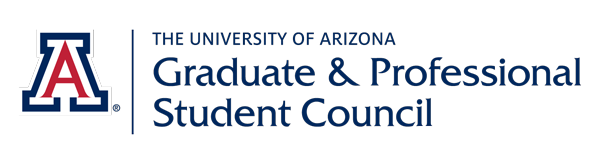 A®
THE UNIVERSITY OF ARIZONA
Graduate & Professional
Student Council